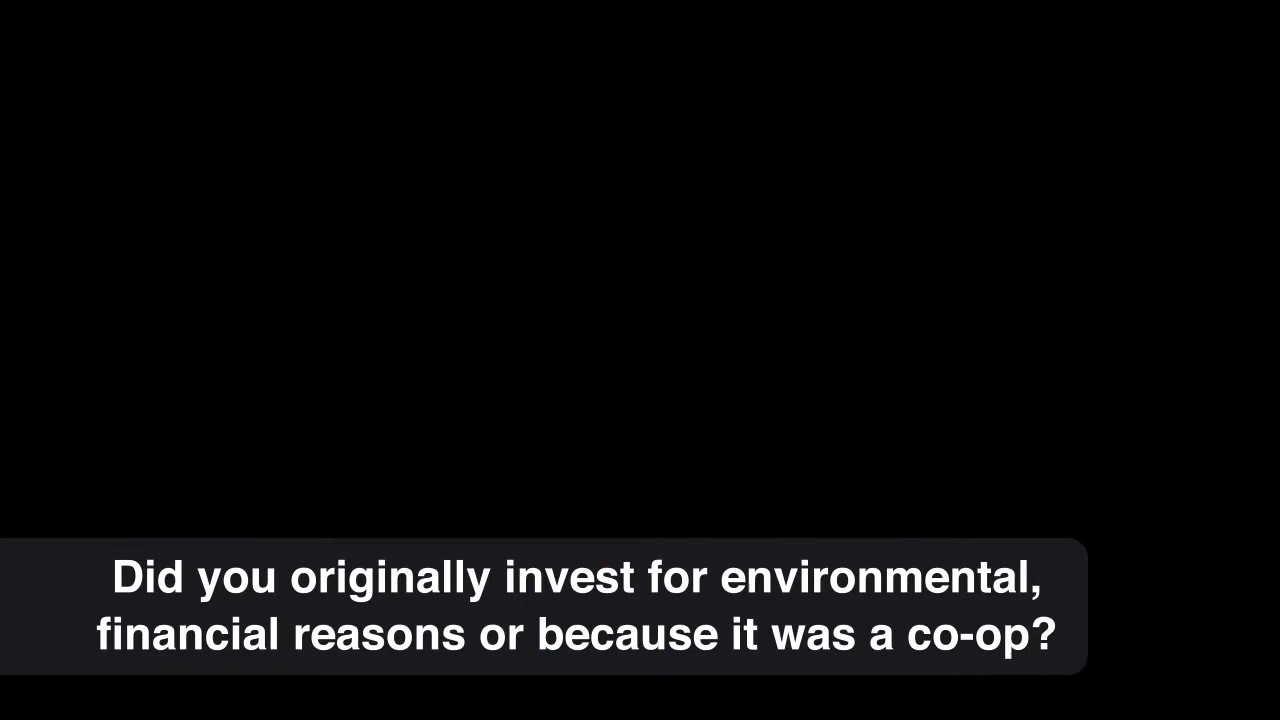 Did you originally invest for environmental,
financial reasons or because it was a co-op?